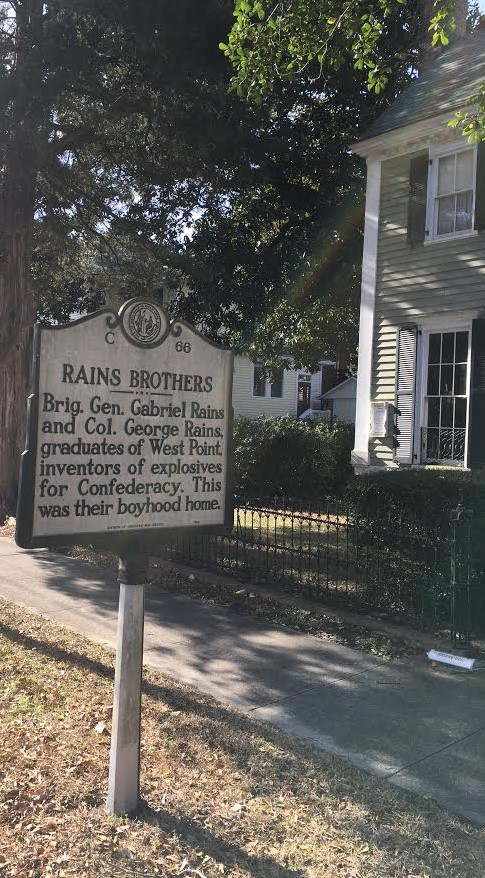 C 66
RAINS BROTHERS
Brig. Gen. Gabriel Rains
and Col. George Rains,
graduates of West Point,
inventors of explosives
for Confederacy. This
was their boyhood home.